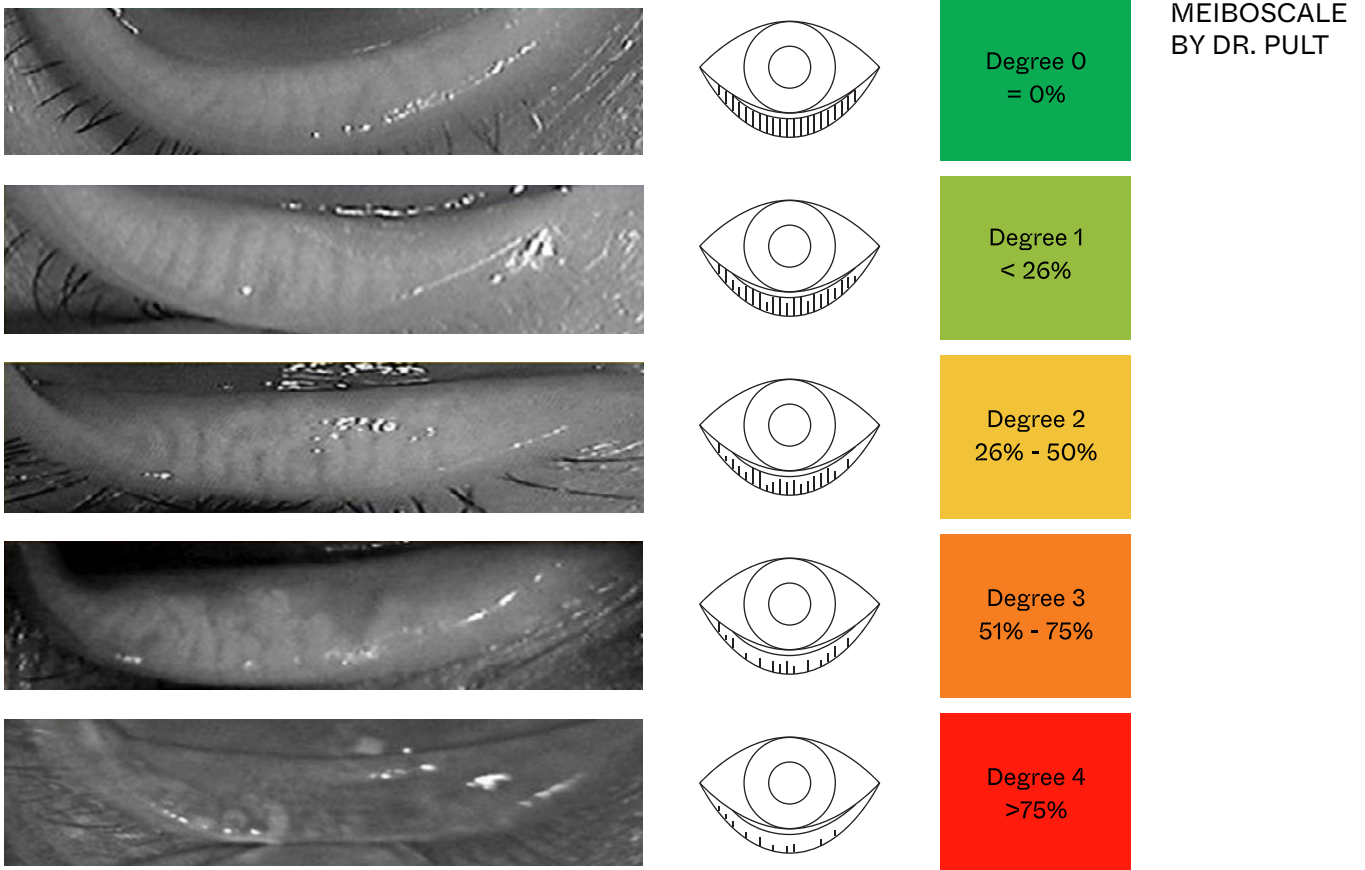 MEIBOSCALE
BY DR. PULT
Degree 0
= 0%
Degree 1
< 26%
Degree 2
26% - 50%
Degree 3
51% - 75%
Degree 4
>75%